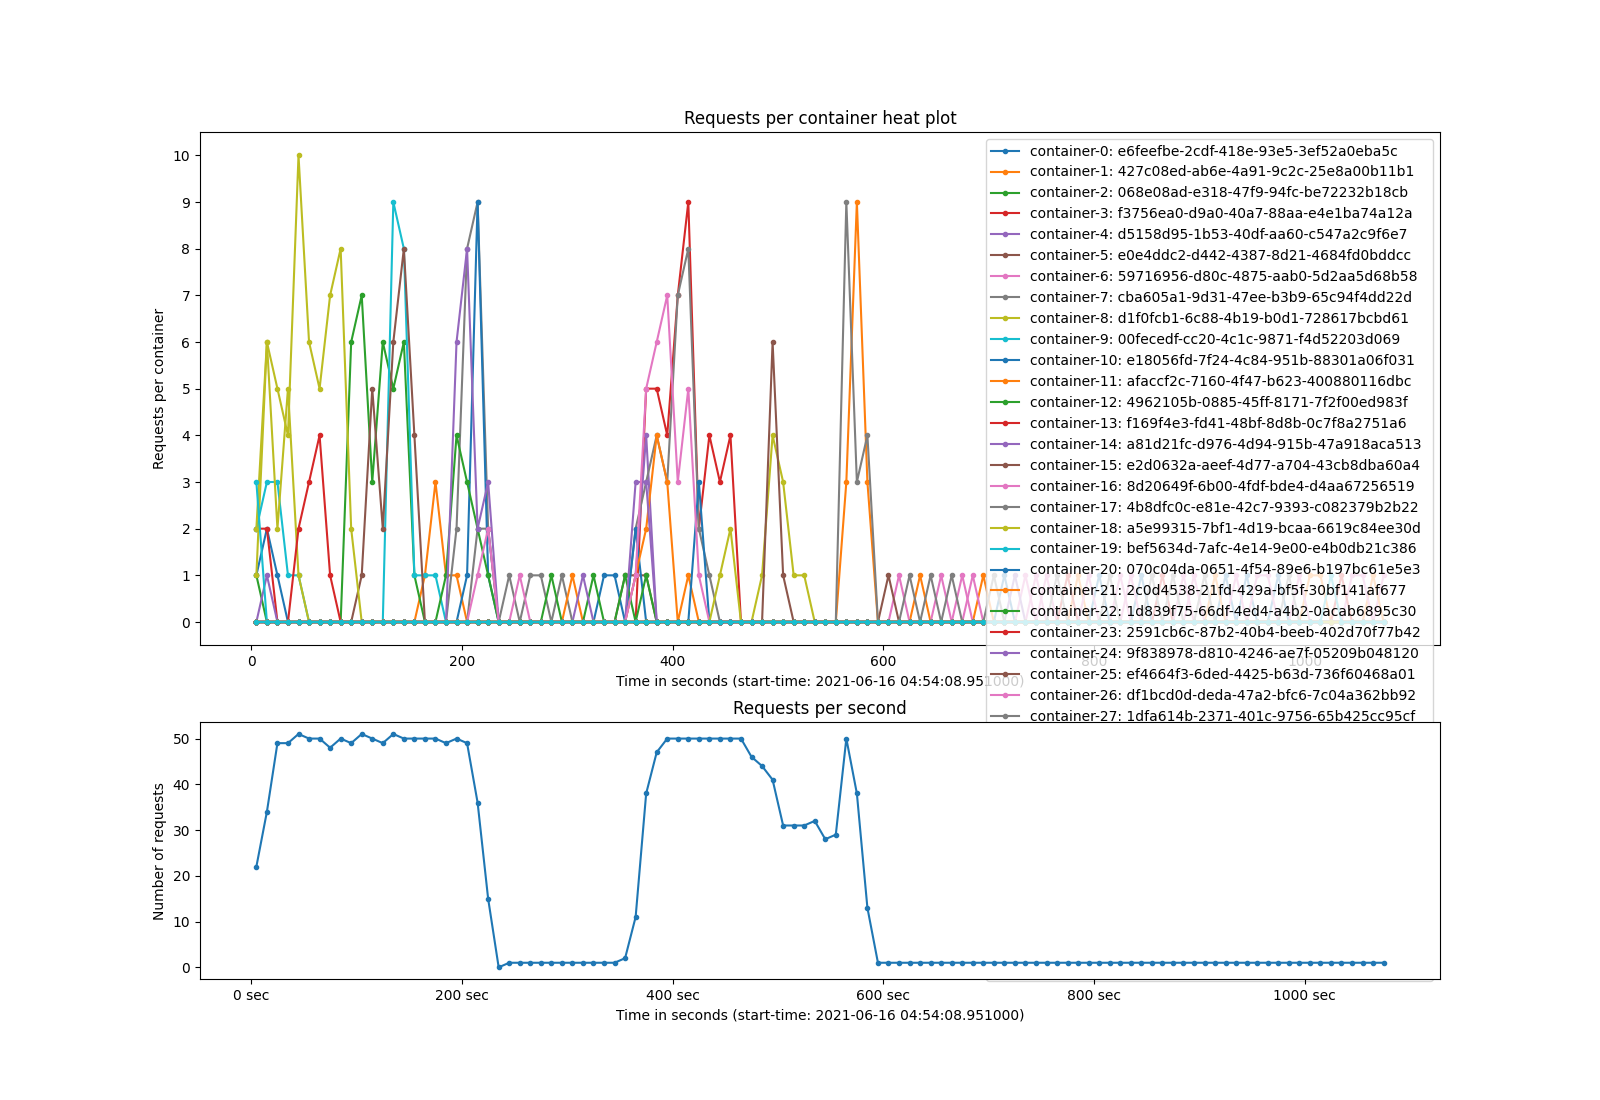 Requests per container heat plot
Requests per container
10
9
8
7
6
5
4
3
2
1
0
container-0: e6feefbe-2cdf-418e-93e5-3ef52a0eba5c
container-1: 427c08ed-ab6e-4a91-9c2c-25e8a00b11b1
container-2: 068e08ad-e318-47f9-94fc-be72232b18cb
container-3: f3756ea0-d9a0-40a7-88aa-e4e1ba74a12a
container-4: d5158d95-1b53-40df-aa60-c547a2c9f6e7
container-5: e0e4ddc2-d442-4387-8d21-4684fd0bddcc
container-6: 59716956-d80c-4875-aab0-5d2aa5d68b58
container-7: cba605a1-9d31-47ee-b3b9-65c94f4dd22d
container-8: d1f0fcb1-6c88-4b19-b0d1-728617bcbd61
container-9: 00fecedf-cc20-4c1c-9871-f4d52203d069
container-10: e18056fd-7f24-4c84-951b-88301a06f031
container-11: afaccf2c-7160-4f47-b623-400880116dbc
container-12: 4962105b-0885-45ff-8171-7f2f00ed983f
container-13: f169f4e3-fd41-48bf-8d8b-0c7f8a2751a6
container-14: a81d21fc-d976-4d94-915b-47a918aca513
container-15: e2d0632a-aeef-4d77-a704-43cb8dba60a4
container-16: 8d20649f-6b00-4fdf-bde4-d4aa67256519
container-17: 4b8dfc0c-e81e-42c7-9393-c082379b2b22
container-18: a5e99315-7bf1-4d19-bcaa-6619c84ee30d
container-19: bef5634d-7afc-4e14-9e00-e4b0db21c386
container-20: 070c04da-0651-4f54-89e6-b197bc61e5e3
container-21: 2c0d4538-21fd-429a-bf5f-30bf141af677
container-22: 1d839f75-66df-4ed4-a4b2-0acab6895c30
container-23: 2591cb6c-87b2-40b4-beeb-402d70f77b42
container-24: 9f838978-d810-4246-ae7f-05209b048120
container-25: ef4664f3-6ded-4425-b63d-736f60468a01
container-26: df1bcd0d-deda-47a2-bfc6-7c04a362bb92
container-27: 1dfa614b-2371-401c-9756-65b425cc95cf
0 200 400 600 800 1000
Time in seconds (start-time: 2021-06-16 04:54:08.951000)
Requests per second
Number of requests
50
40
30
20
10
0
0 sec 200 sec 400 sec 600 sec 800 sec 1000 sec
Time in seconds (start-time: 2021-06-16 04:54:08.951000)